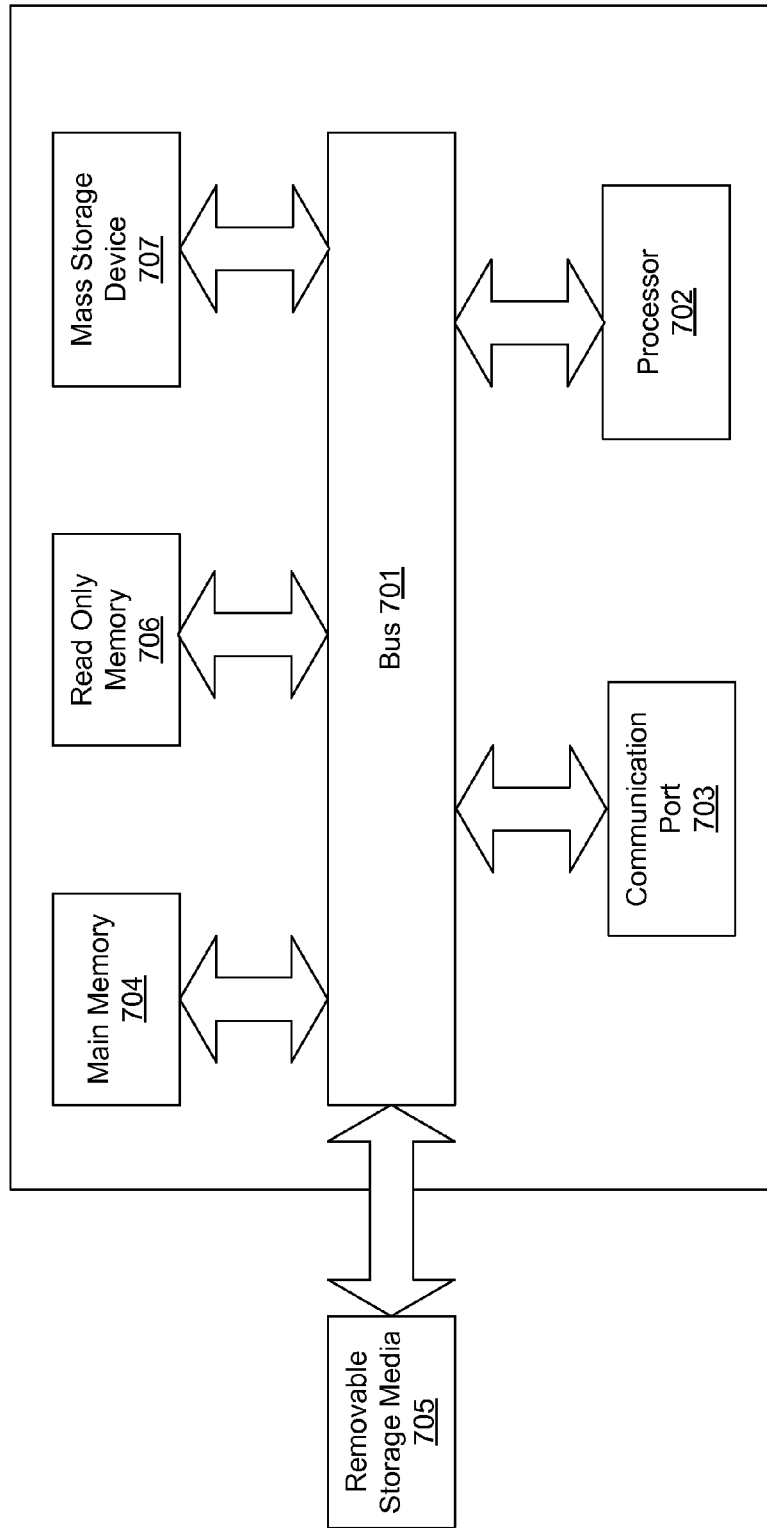 Main Memory
704
Read Only
Memory
706
Mass Storage
Device
707
Removable
Storage Media
705
Bus 701
Communication
Port
703
Processor
702